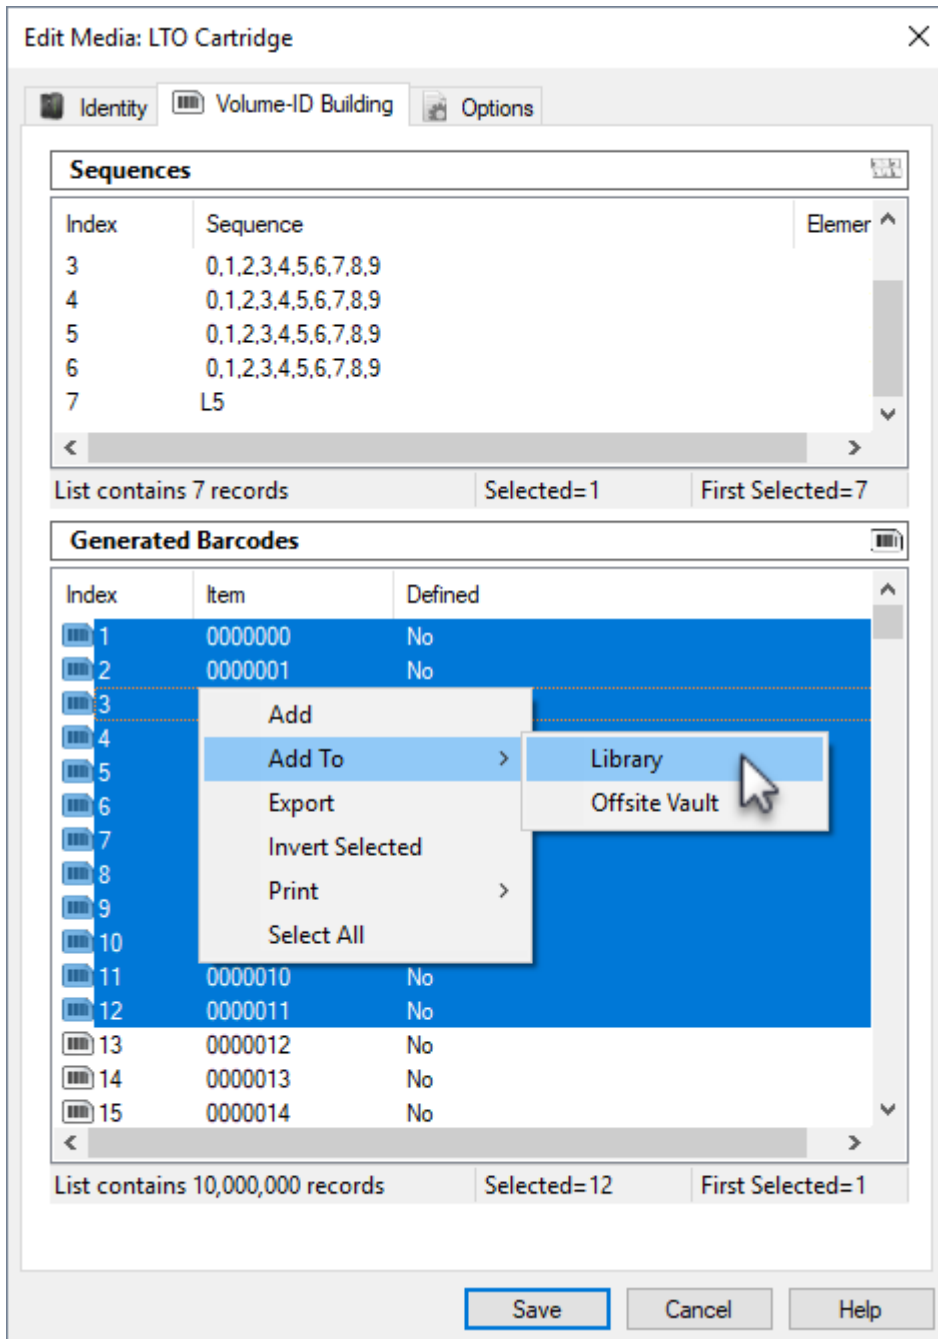 Edit Media: LTO Cartridge
Identity Volume-ID Building Options
Sequences
Index Sequence Elemer
3 0,1,2,3,4,5,6,7,8,9
4 0,1,2,3,4,5,6,7,8,9
5 0,1,2,3,4,5,6,7,8,9
6 0,1,2,3,4,5,6,7,8,9
7 L5
List contains 7 records Selected=1 First Selected=7
Generated Barcodes
Index Item Defined
1 0000000 No
2 0000001 No
3
4
5
6
7
8
9
10
11 0000010 No
12 0000011 No
13 0000012 No
14 0000013 No
15 0000014 No
Add
Add To
Export
Invert Selected
Print
Select All
Library
Offsite Vault
List contains 10,000,000 records Selected=12 First Selected=1
Save Cancel Help